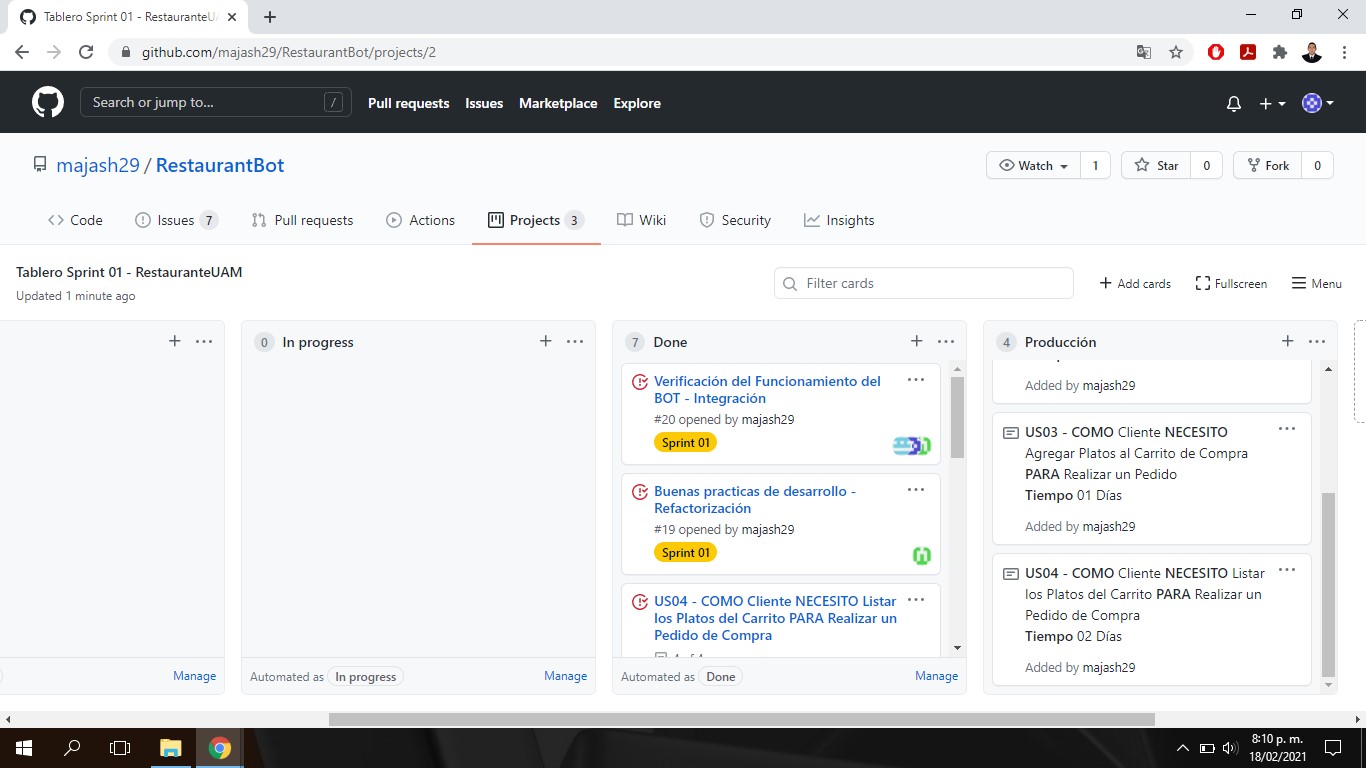 Tablero Sprint 01 - RestauranteUA
github.com/majash29/RestaurantBot/projects/2
Search or jump to...
/
Pull requests
Issues
Marketplace
Explore
majash29 / RestaurantBot
Watch
1
Star
0
Fork
0
Code
Issues 7
Pull requests
Actions
Projects 3
Wiki
Security
Insights
Tablero Sprint 01 - RestauranteUAM
Updated 1 minute ago
Filter cards
Add cards
Fullscreen
Menu
Manage
0 In progress
Automated as In progress
Manage
7 Done
Verificación del Funcionamiento del
BOT - Integración
#20 opened by majash29
Sprint 01
Buenas practicas de desarrollo -
Refactorización
#19 opened by majash29
Sprint 01
US04 - COMO Cliente NECESITO Listar
los Platos del Carrito PARA Realizar un
Pedido de Compra
Automated as Done
Manage
4 Producción
Added by majash29
US03 - COMO Cliente NECESITO
Agregar Platos al Carrito de Compra
PARA Realizar un Pedido
Tiempo 01 Días
Added by majash29
US04 - COMO Cliente NECESITO Listar
los Platos del Carrito PARA Realizar un
Pedido de Compra
Tiempo 02 Días
Added by majash29
8:10 p. m.
18/02/2021